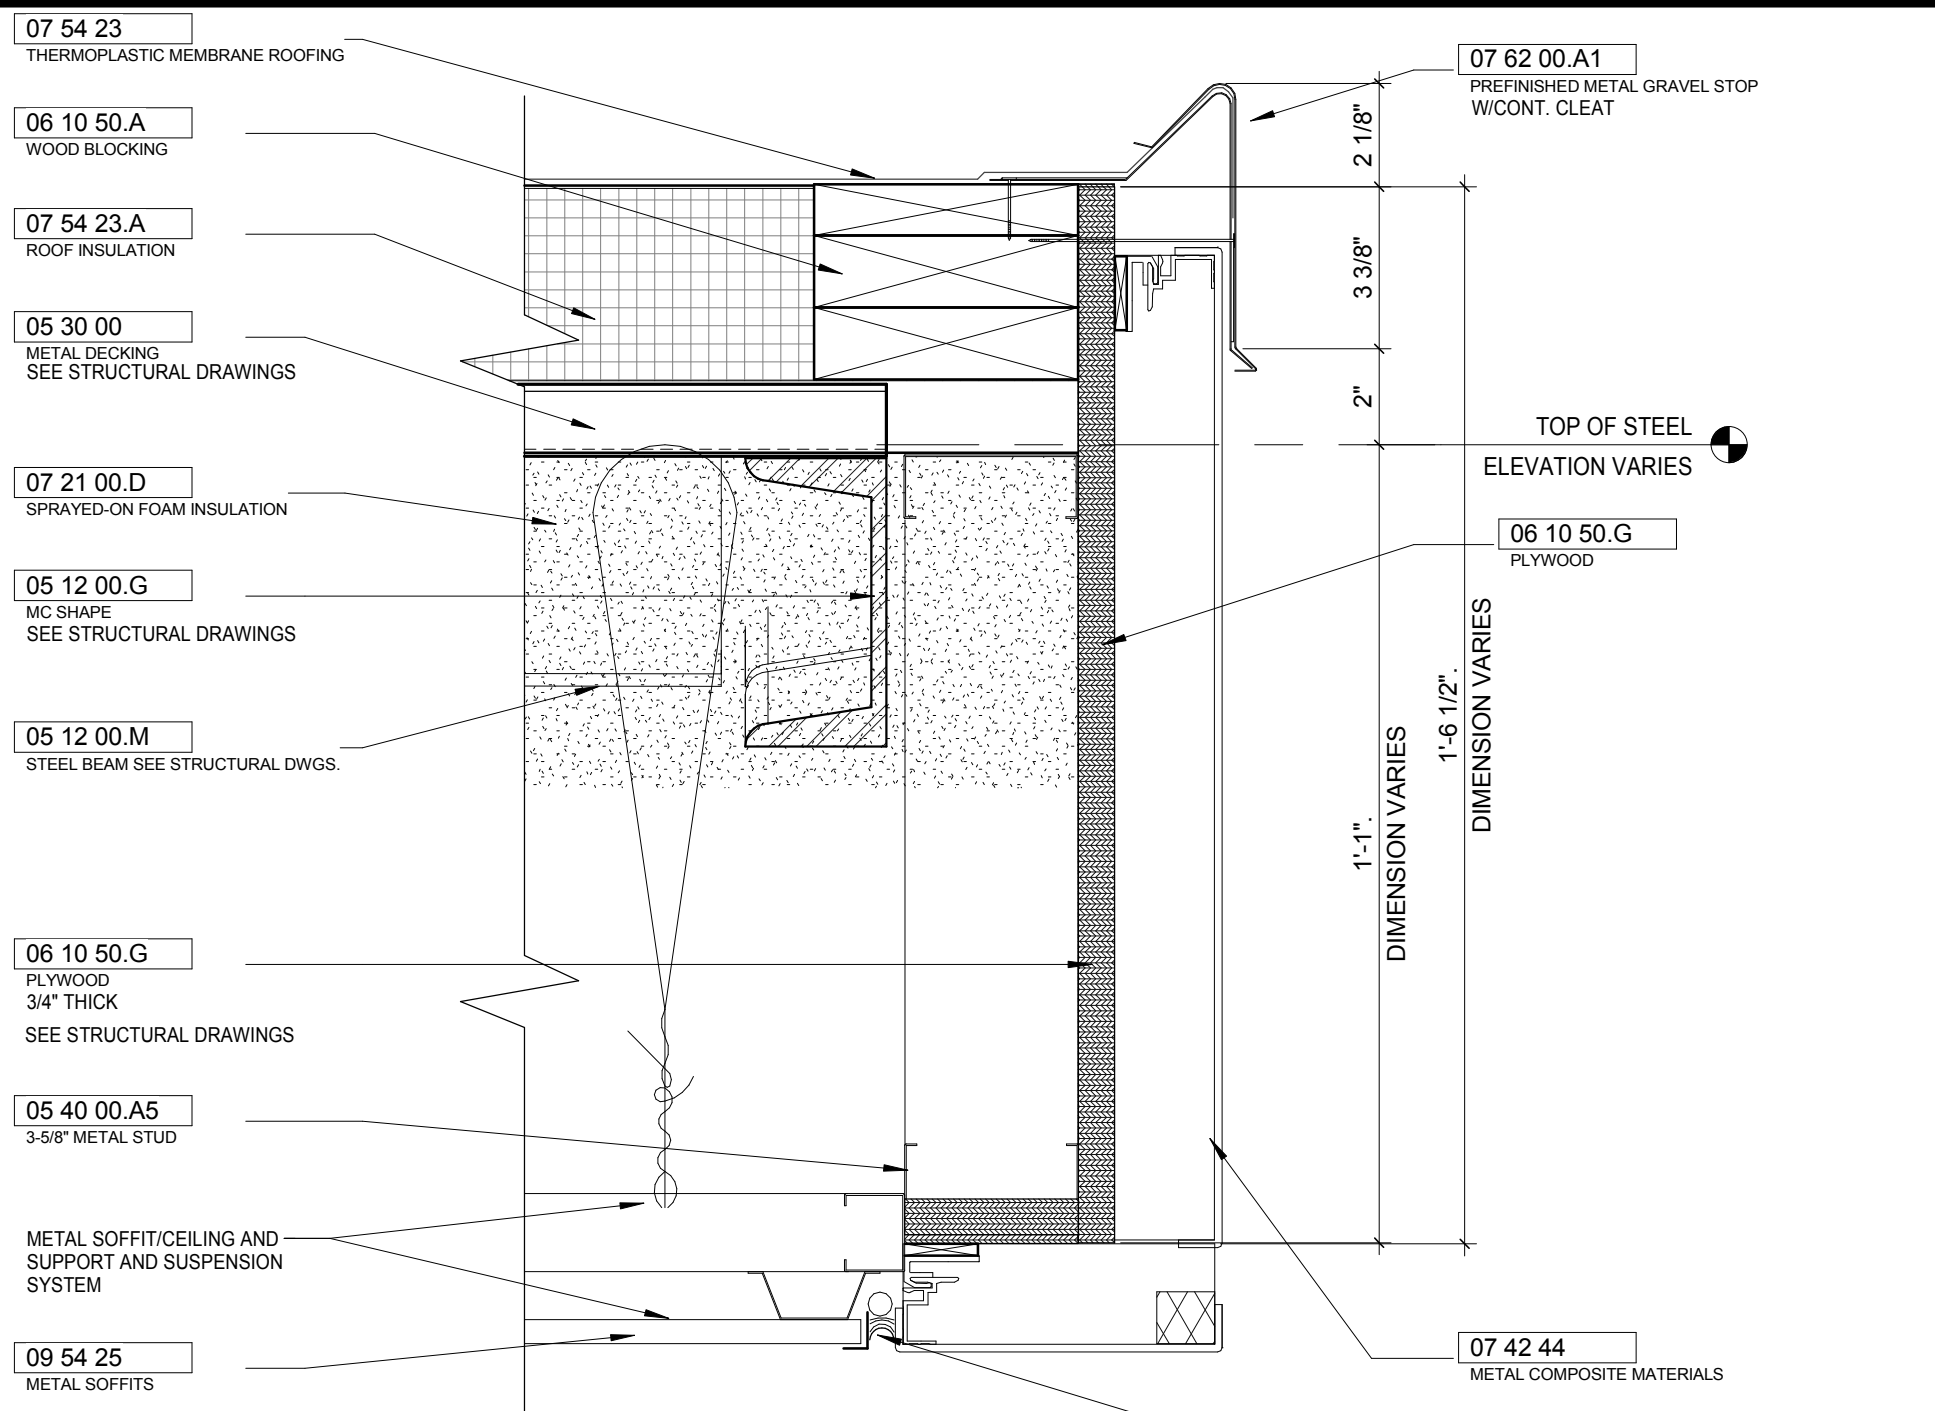 07 54 23
THERMOPLASTIC MEMBRANE ROOFING
06 10 50.A
WOOD BLOCKING
07 54 23.A
ROOF INSULATION
05 30 00
METAL DECKING
SEE STRUCTURAL DRAWINGS
07 21 00.D
SPRAYED-ON FOAM INSULATION
05 12 00.G
MC SHAPE
SEE STRUCTURAL DRAWINGS
05 12 00.M
STEEL BEAM SEE STRUCTURAL DWGS.
06 10 50.G
PLYWOOD
3/4" THICK
SEE STRUCTURAL DRAWINGS
05 40 00.A5
3-5/8" METAL STUD
METAL SOFFIT/CEILING AND
SUPPORT AND SUSPENSION
SYSTEM
09 54 25
METAL SOFFITS
07 62 00.A1
PREFINISHED METAL GRAVEL STOP
W/CONT. CLEAT
2 1/8"
3 3/8"
2"
TOP OF STEEL
ELEVATION VARIES
06 10 50.G
PLYWOOD
1'-1".
DIMENSION VARIES
1'-6 1/2".
DIMENSION VARIES
07 42 44
METAL COMPOSITE MATERIALS